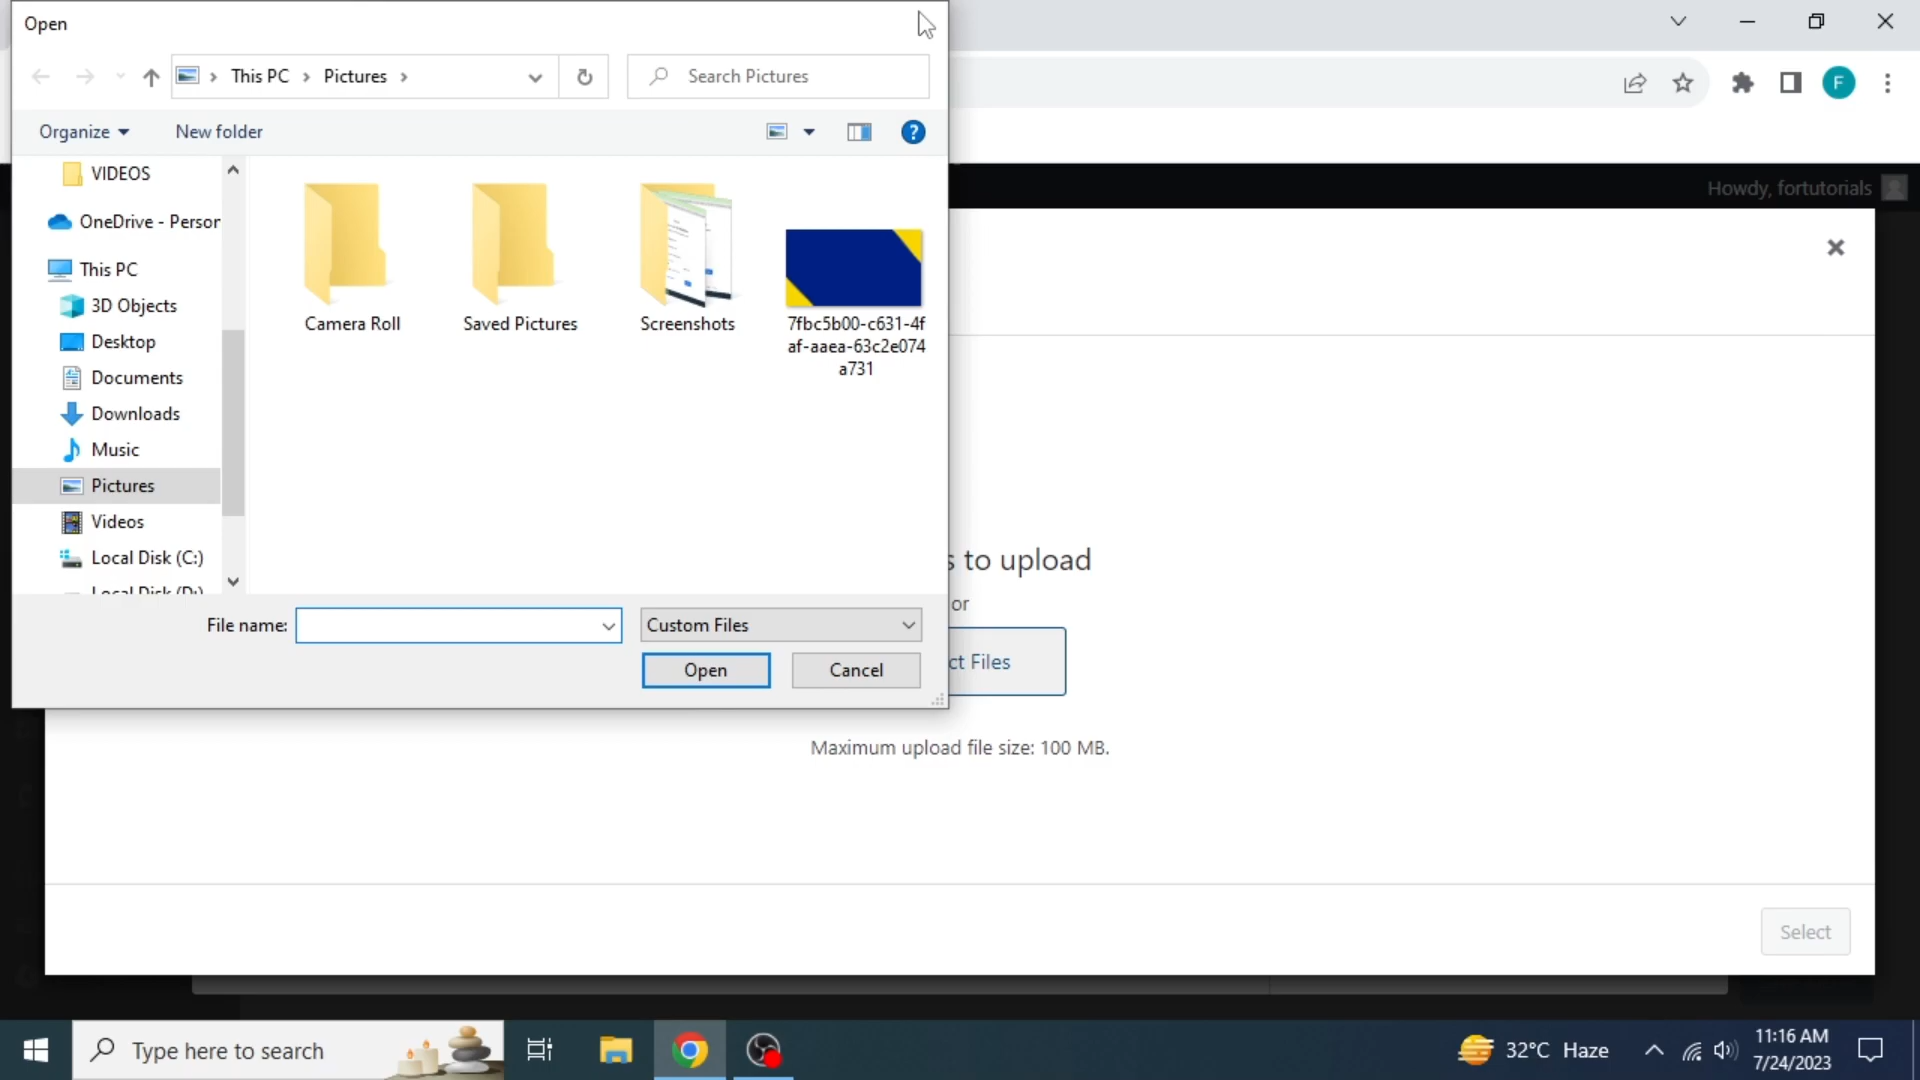 Open
This PC
Pictures
Search Pictures
Organize
New folder
?
F
VIDEOS
OneDrive - Person
This PC
3D Objects
Desktop
Documents
Downloads
Music
Pictures
Videos
Local Disk (C:)
Local Disk (D:)
Camera Roll
Saved Pictures
Screenshots
7fbc5b00-c631-4f
af-aaea-63c2e074
a731
File name:
Custom Files
Open
Cancel
Howdy, fortutorials
s to upload
or
ct Files
Maximum upload file size: 100 MB.
Select
Type here to search
32°C Haze
11:16 AM
7/24/2023